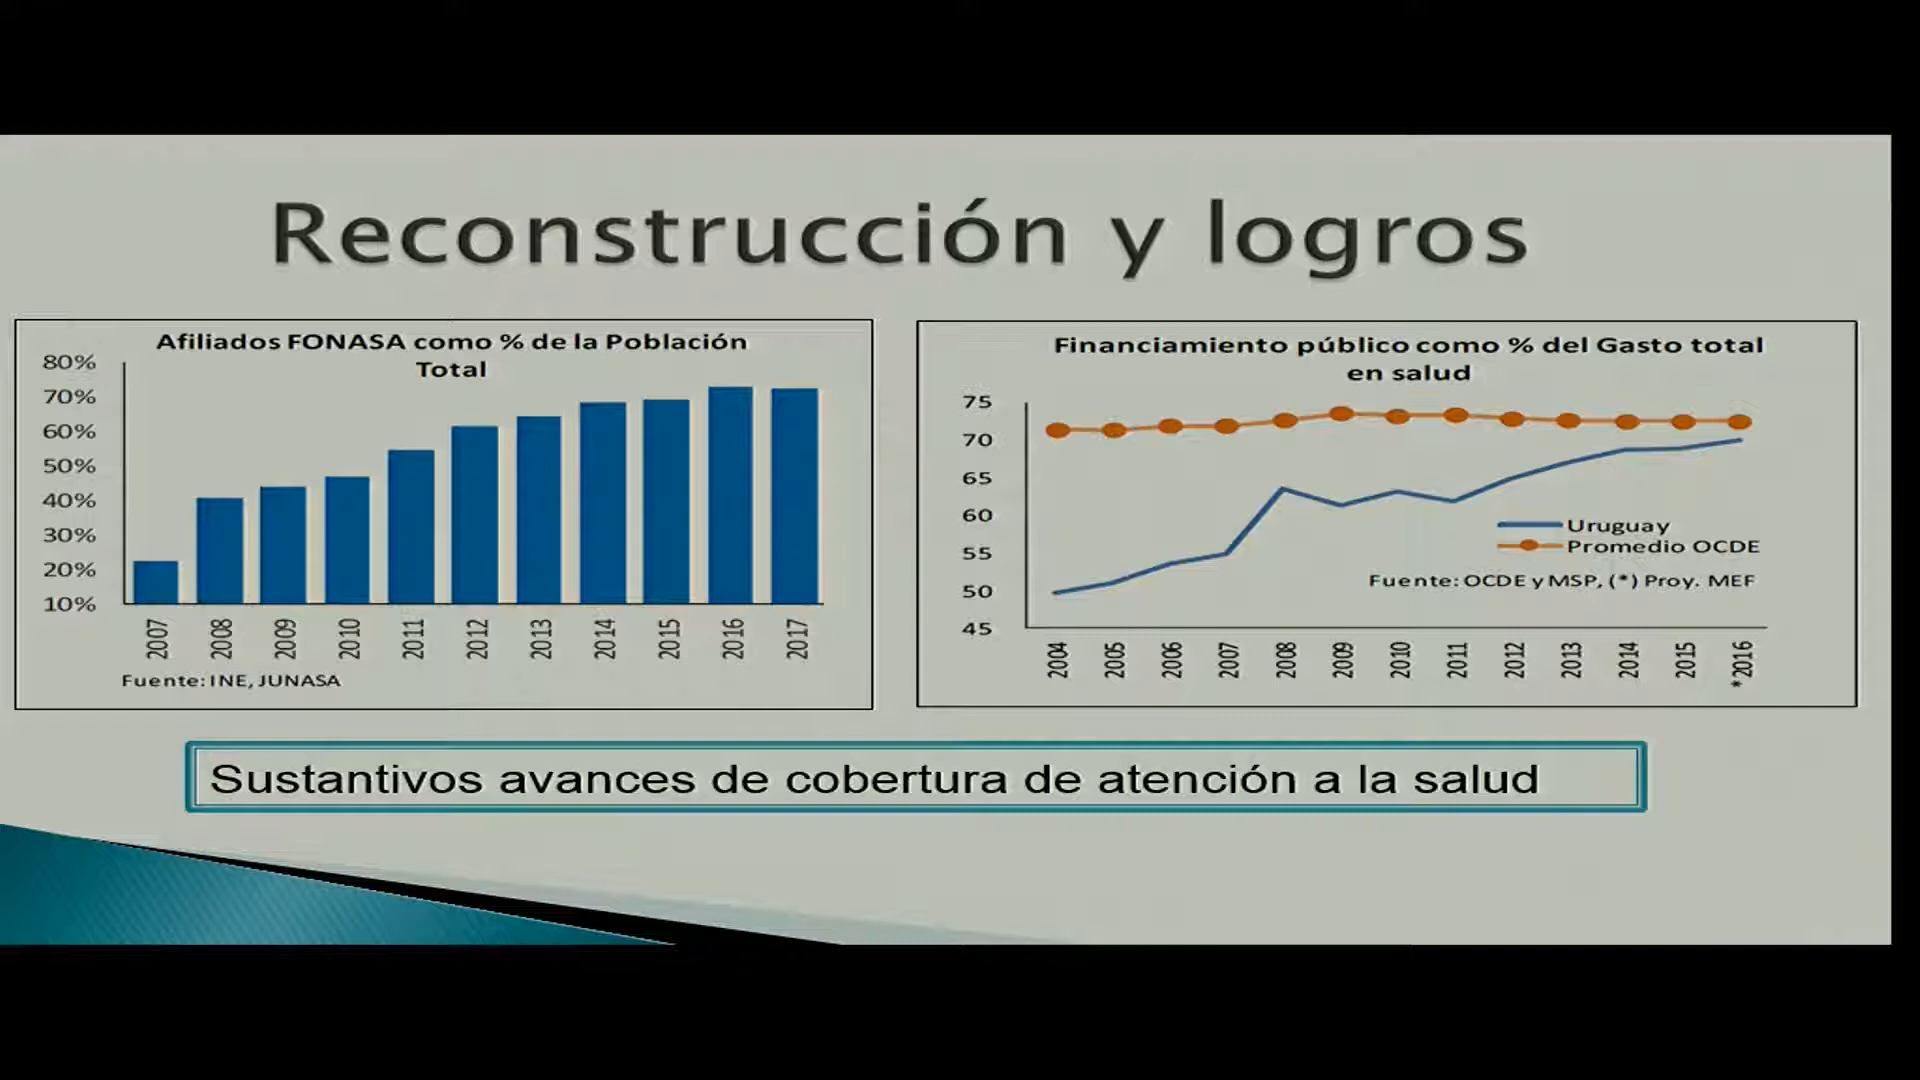 Reconstrucción y logros
Afiliados FONASA como % de la Población
Total
80%
70%
60%
50%
40%
30%
20%
10%
2007 2008 2009 2010 2011 2012 2013 2014 2015 2016 2017
Fuente: INE, JUNASA
Financiamiento público como % del Gasto total
en salud
75
70
65
60
55
50
45
Uruguay
Promedio OCDE
Fuente: OCDE y MSP, (*) Proy. MEF
2004 2005 2006 2007 2008 2009 2010 2011 2012 2013 2014 2015 *2016
Sustantivos avances de cobertura de atención a la salud